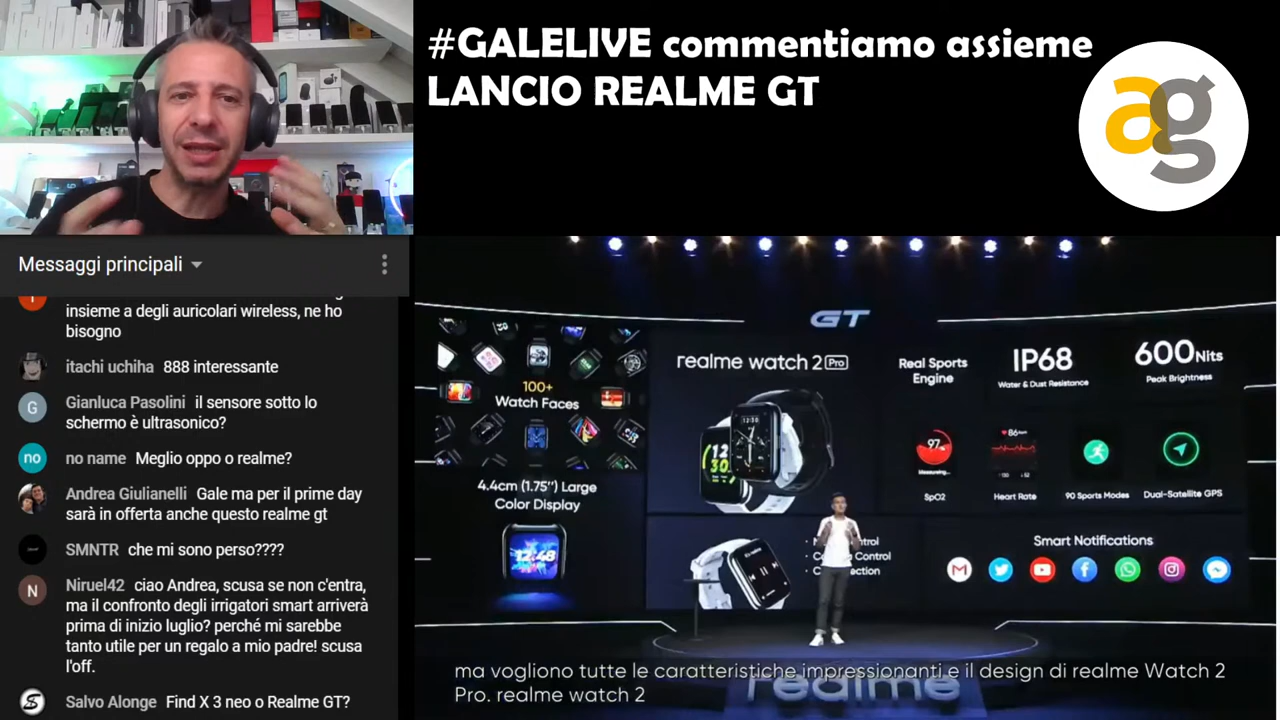 #GALELIVE commentiamo assieme
LANCIO REALME GT
ag
Messaggi principali
insieme a degli auricolari wireless, ne ho
bisogno
itachi uchiha 888 interessante
G
Gianluca Pasolini il sensore sotto lo
schermo è ultrasonico?
no
no name Meglio oppo o realme?
Andrea Giulianelli Gale ma per il prime day
sarà in offerta anche questo realme gt
SMNTR che mi sono perso????
N
Niruel42 ciao Andrea, scusa se non c'entra,
ma il confronto degli irrigatori smart arriverà
prima di inizio luglio? perché mi sarebbe
tanto utile per un regalo a mio padre! scusa
l'off.
Salvo Alonge Find X 3 neo o Realme GT?
GT
100+
Watch Faces
4.4cm (1.75”) Large
Color Display
12:48
realme watch 2 Pro
Real Sports
Engine
IP68
Water & Dust Resistance
600Nits
Peak Brightness
97
SpO2
86
Heart Rate
90 Sports Modes
Dual-Satellite GPS
Control
Smart Notifications
realme
ma vogliono tutte le caratteristiche impressionanti e il design di realme Watch 2
Pro. realme watch 2